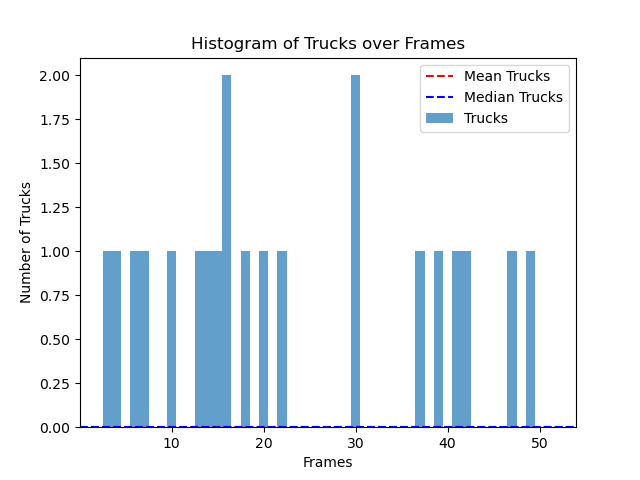 Histogram of Trucks over Frames
Mean Trucks
Median Trucks
Trucks
Number of Trucks
2.00
1.75
1.50
1.25
1.00
0.75
0.50
0.25
0.00
10 20 30 40 50
Frames